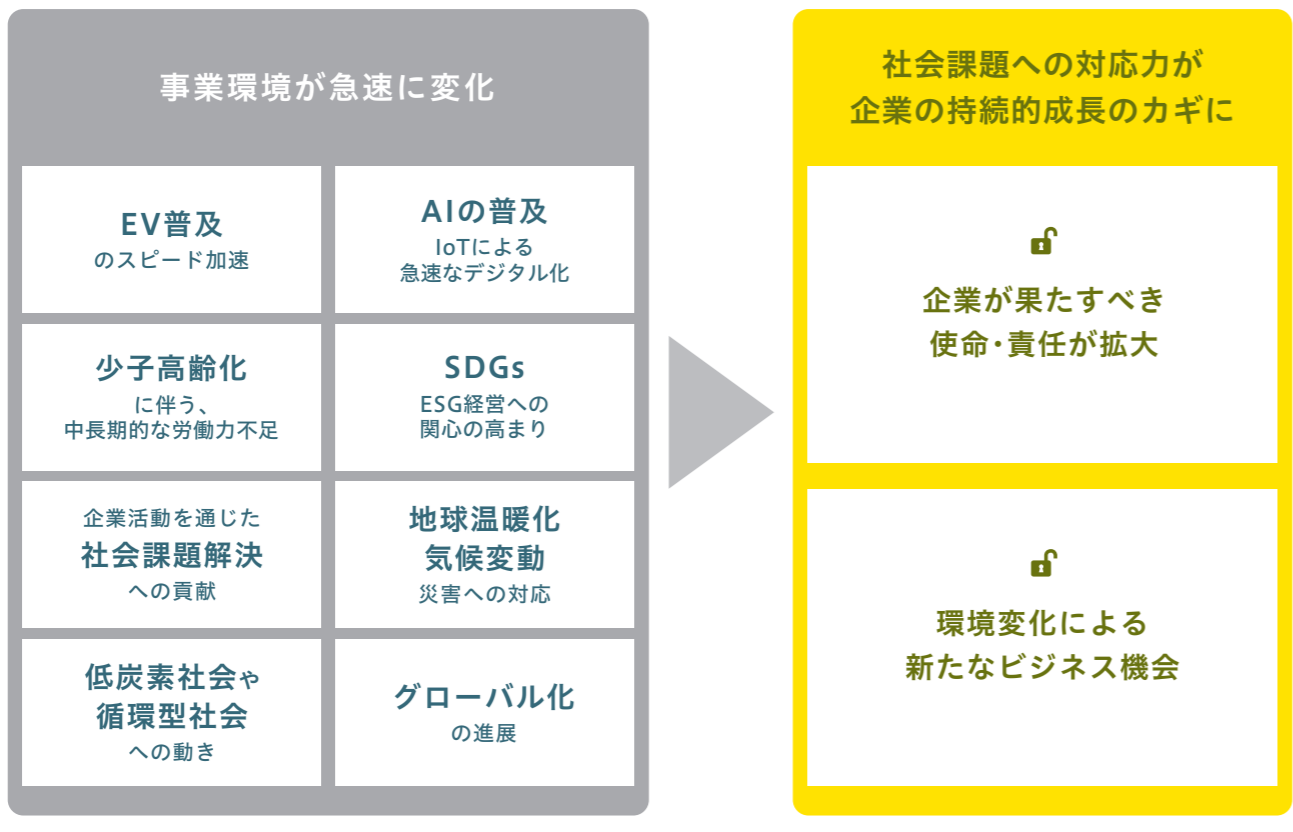 事業環境が急速に変化
EV普及
のスピード加速
AIの普及
IoTによる
急速なデジタル化
少子高齢化
に伴う、
中長期的な労働力不足
SDGs
ESG経営への
関心の高まり
企業活動を通じた
社会課題解決
への貢献
地球温暖化
気候変動
災害への対応
低炭素社会や
循環型社会
への動き
グローバル化
の進展
社会課題への対応力が
企業の持続的成長のカギに
企業が果たすべき
使命・責任が拡大
環境変化による
新たなビジネス機会